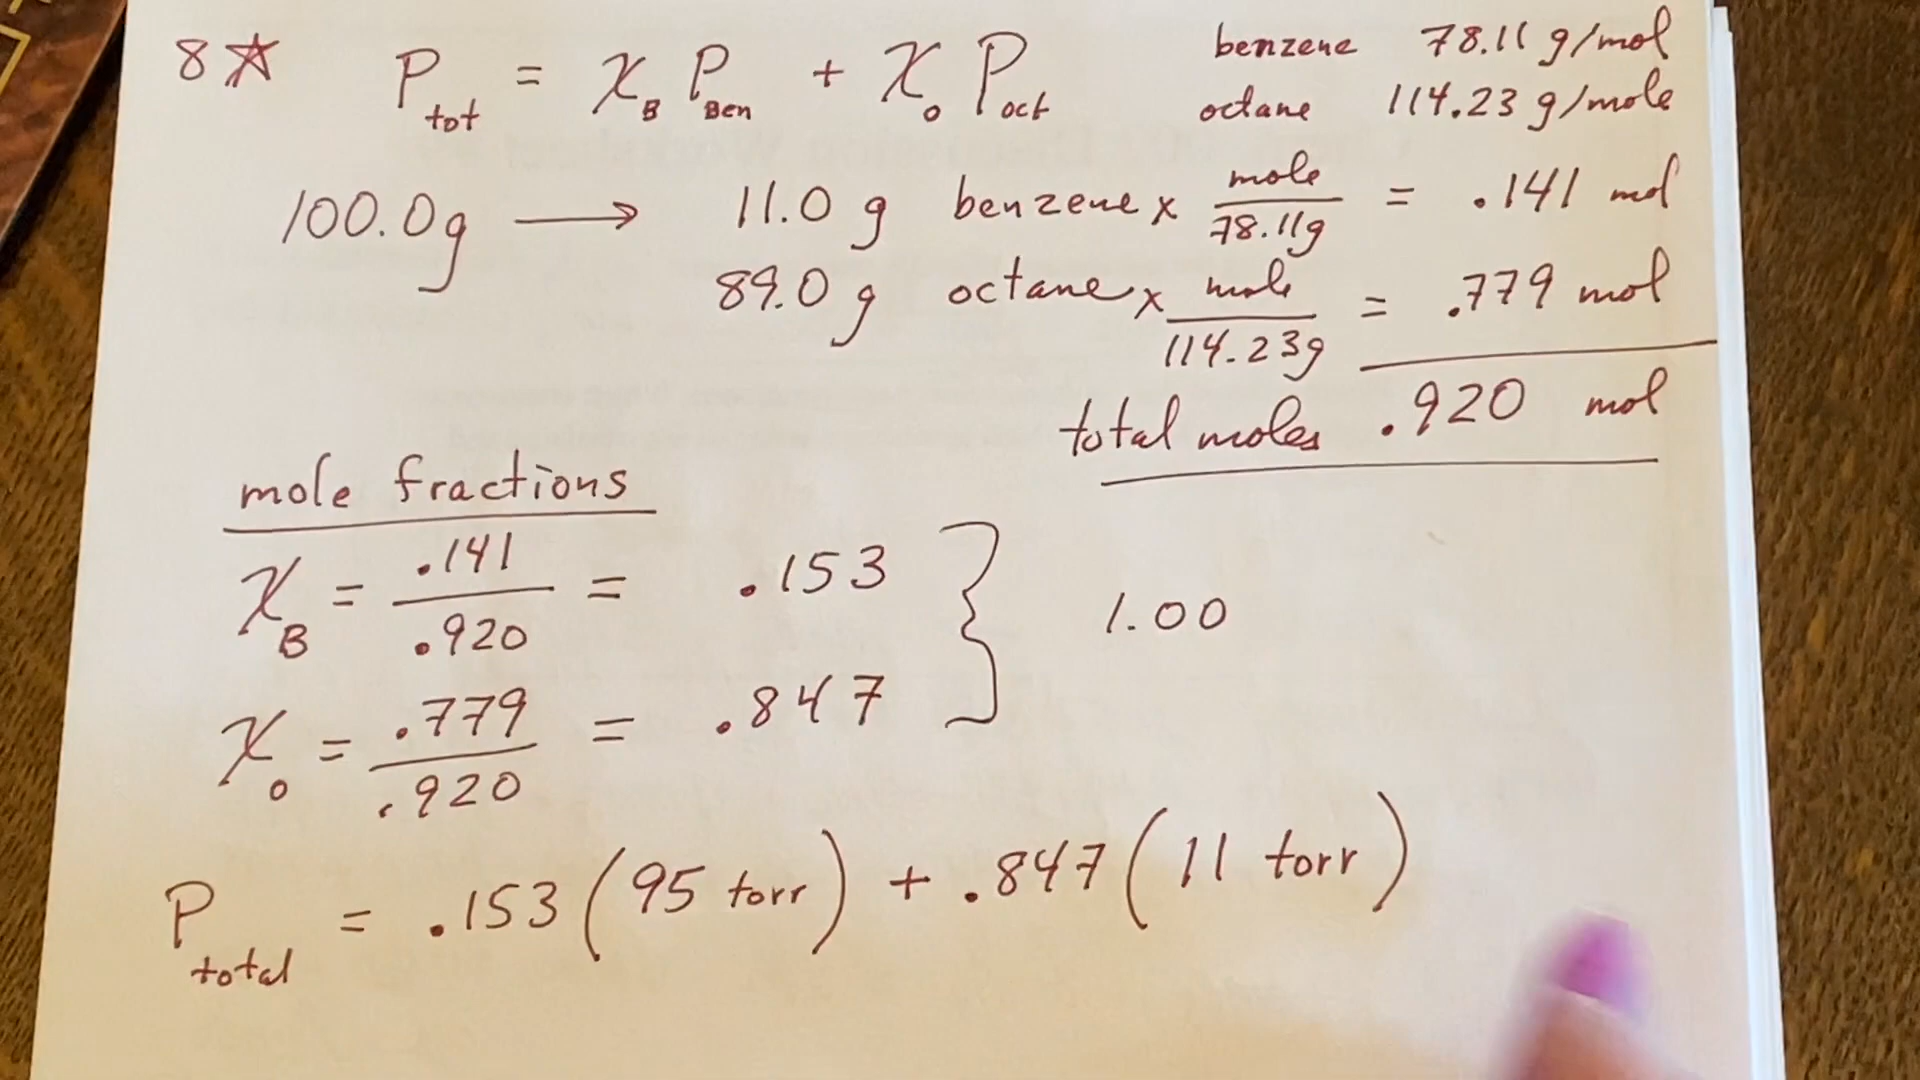 8☆ P_tot = χ_B P_Ben + χ_o P_oct
benzene 78.11 g/mol
octane 114.23 g/mole
100.0g → 11.0 g benzene x mole/78.11g = .141 mol
89.0 g octane x mole/114.23g = .779 mol
total moles .920 mol
mole fractions
χ_B = .141/.920 = .153
} 1.00
χ_o = .779/.920 = .847
P_total = .153 (95 torr) + .847 (11 torr)